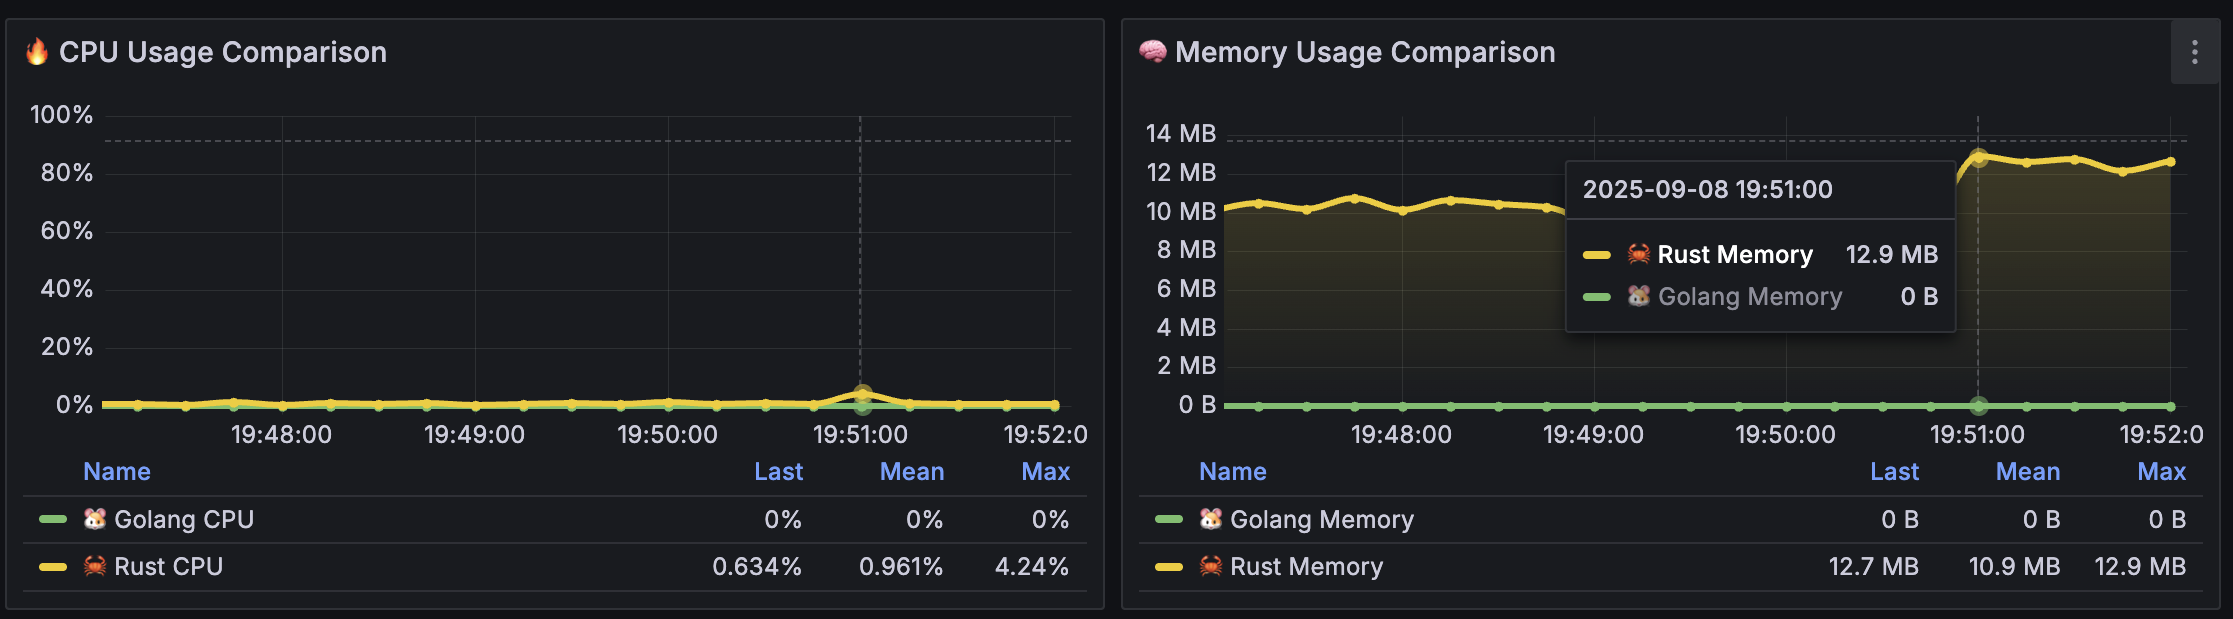 🔥 CPU Usage Comparison
100%
80%
60%
40%
20%
0%
19:48:00 19:49:00 19:50:00 19:51:00 19:52:0
Name Last Mean Max
🐹 Golang CPU 0% 0% 0%
🦀 Rust CPU 0.634% 0.961% 4.24%
🧠 Memory Usage Comparison
14 MB
12 MB
10 MB
8 MB
6 MB
4 MB
2 MB
0 B
2025-09-08 19:51:00
🦀 Rust Memory 12.9 MB
🐹 Golang Memory 0 B
19:48:00 19:49:00 19:50:00 19:51:00 19:52:0
Name Last Mean Max
🐹 Golang Memory 0 B 0 B 0 B
🦀 Rust Memory 12.7 MB 10.9 MB 12.9 MB